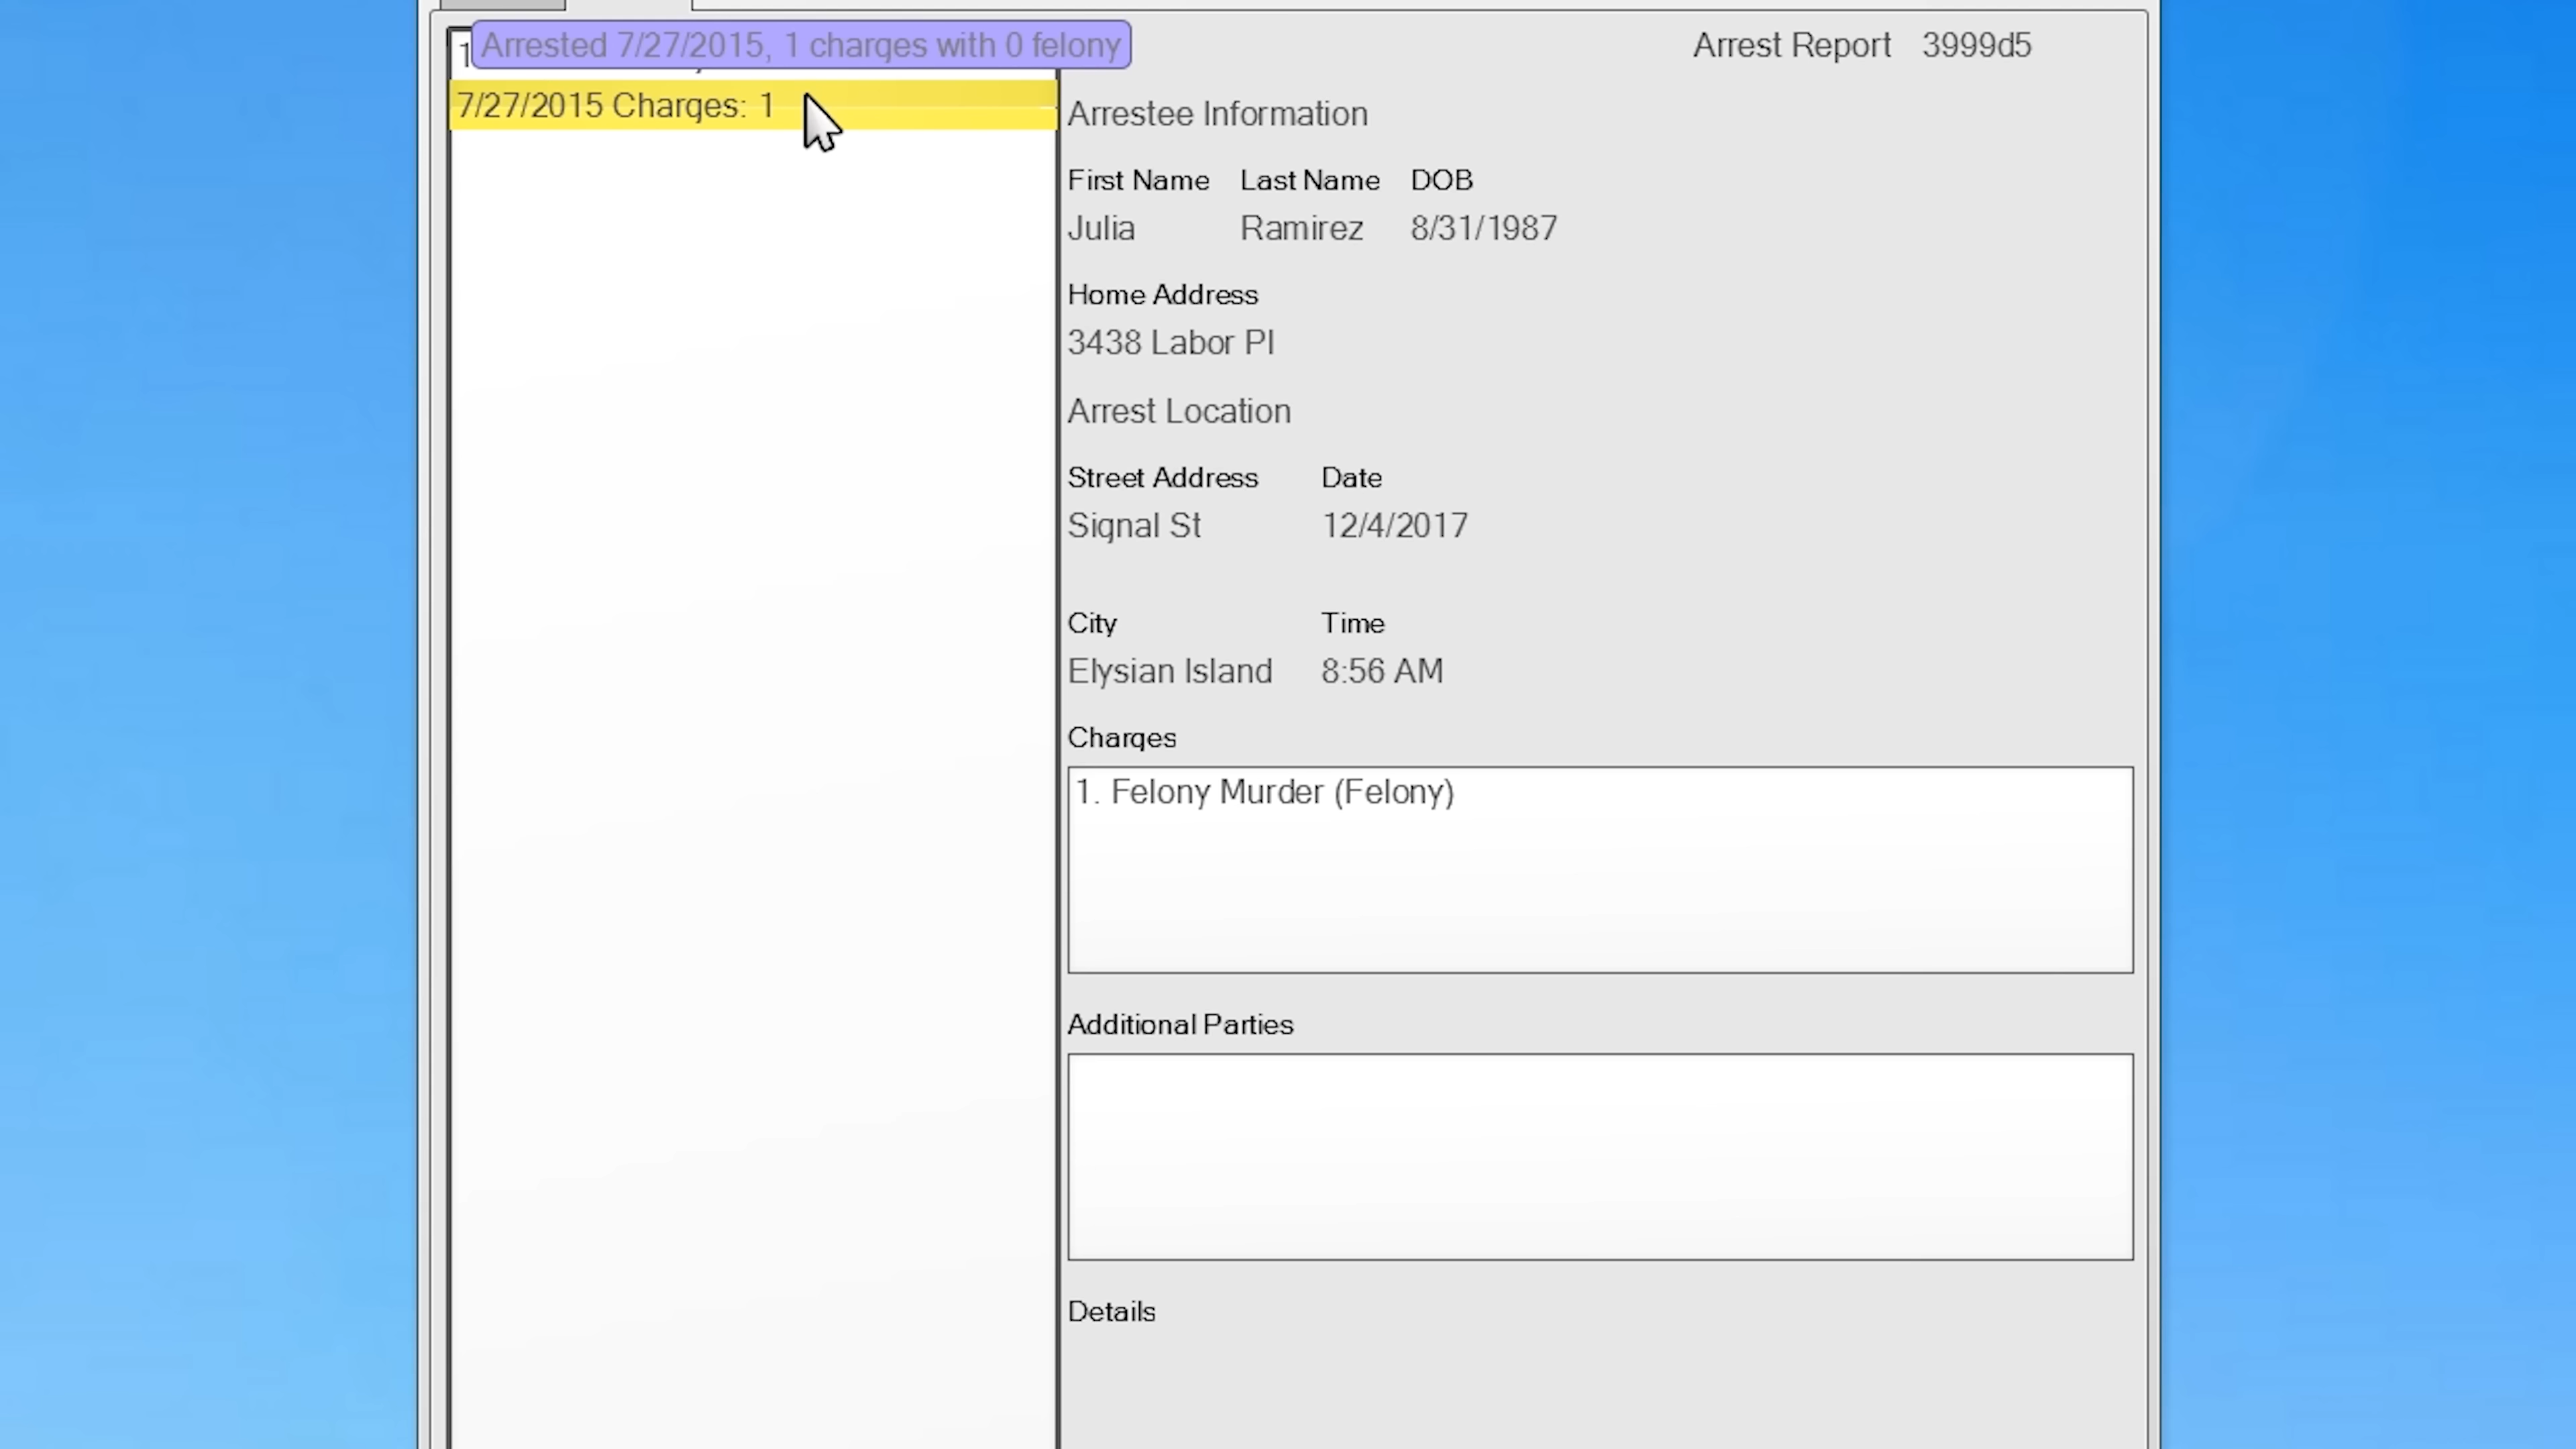 Arrested 7/27/2015, 1 charges with 0 felony
7/27/2015 Charges: 1
Arrest Report 3999d5
Arrestee Information
First Name Last Name DOB
Julia Ramirez 8/31/1987
Home Address
3438 Labor Pl
Arrest Location
Street Address Date
Signal St 12/4/2017
City Time
Elysian Island 8:56 AM
Charges
1. Felony Murder (Felony)
Additional Parties
Details